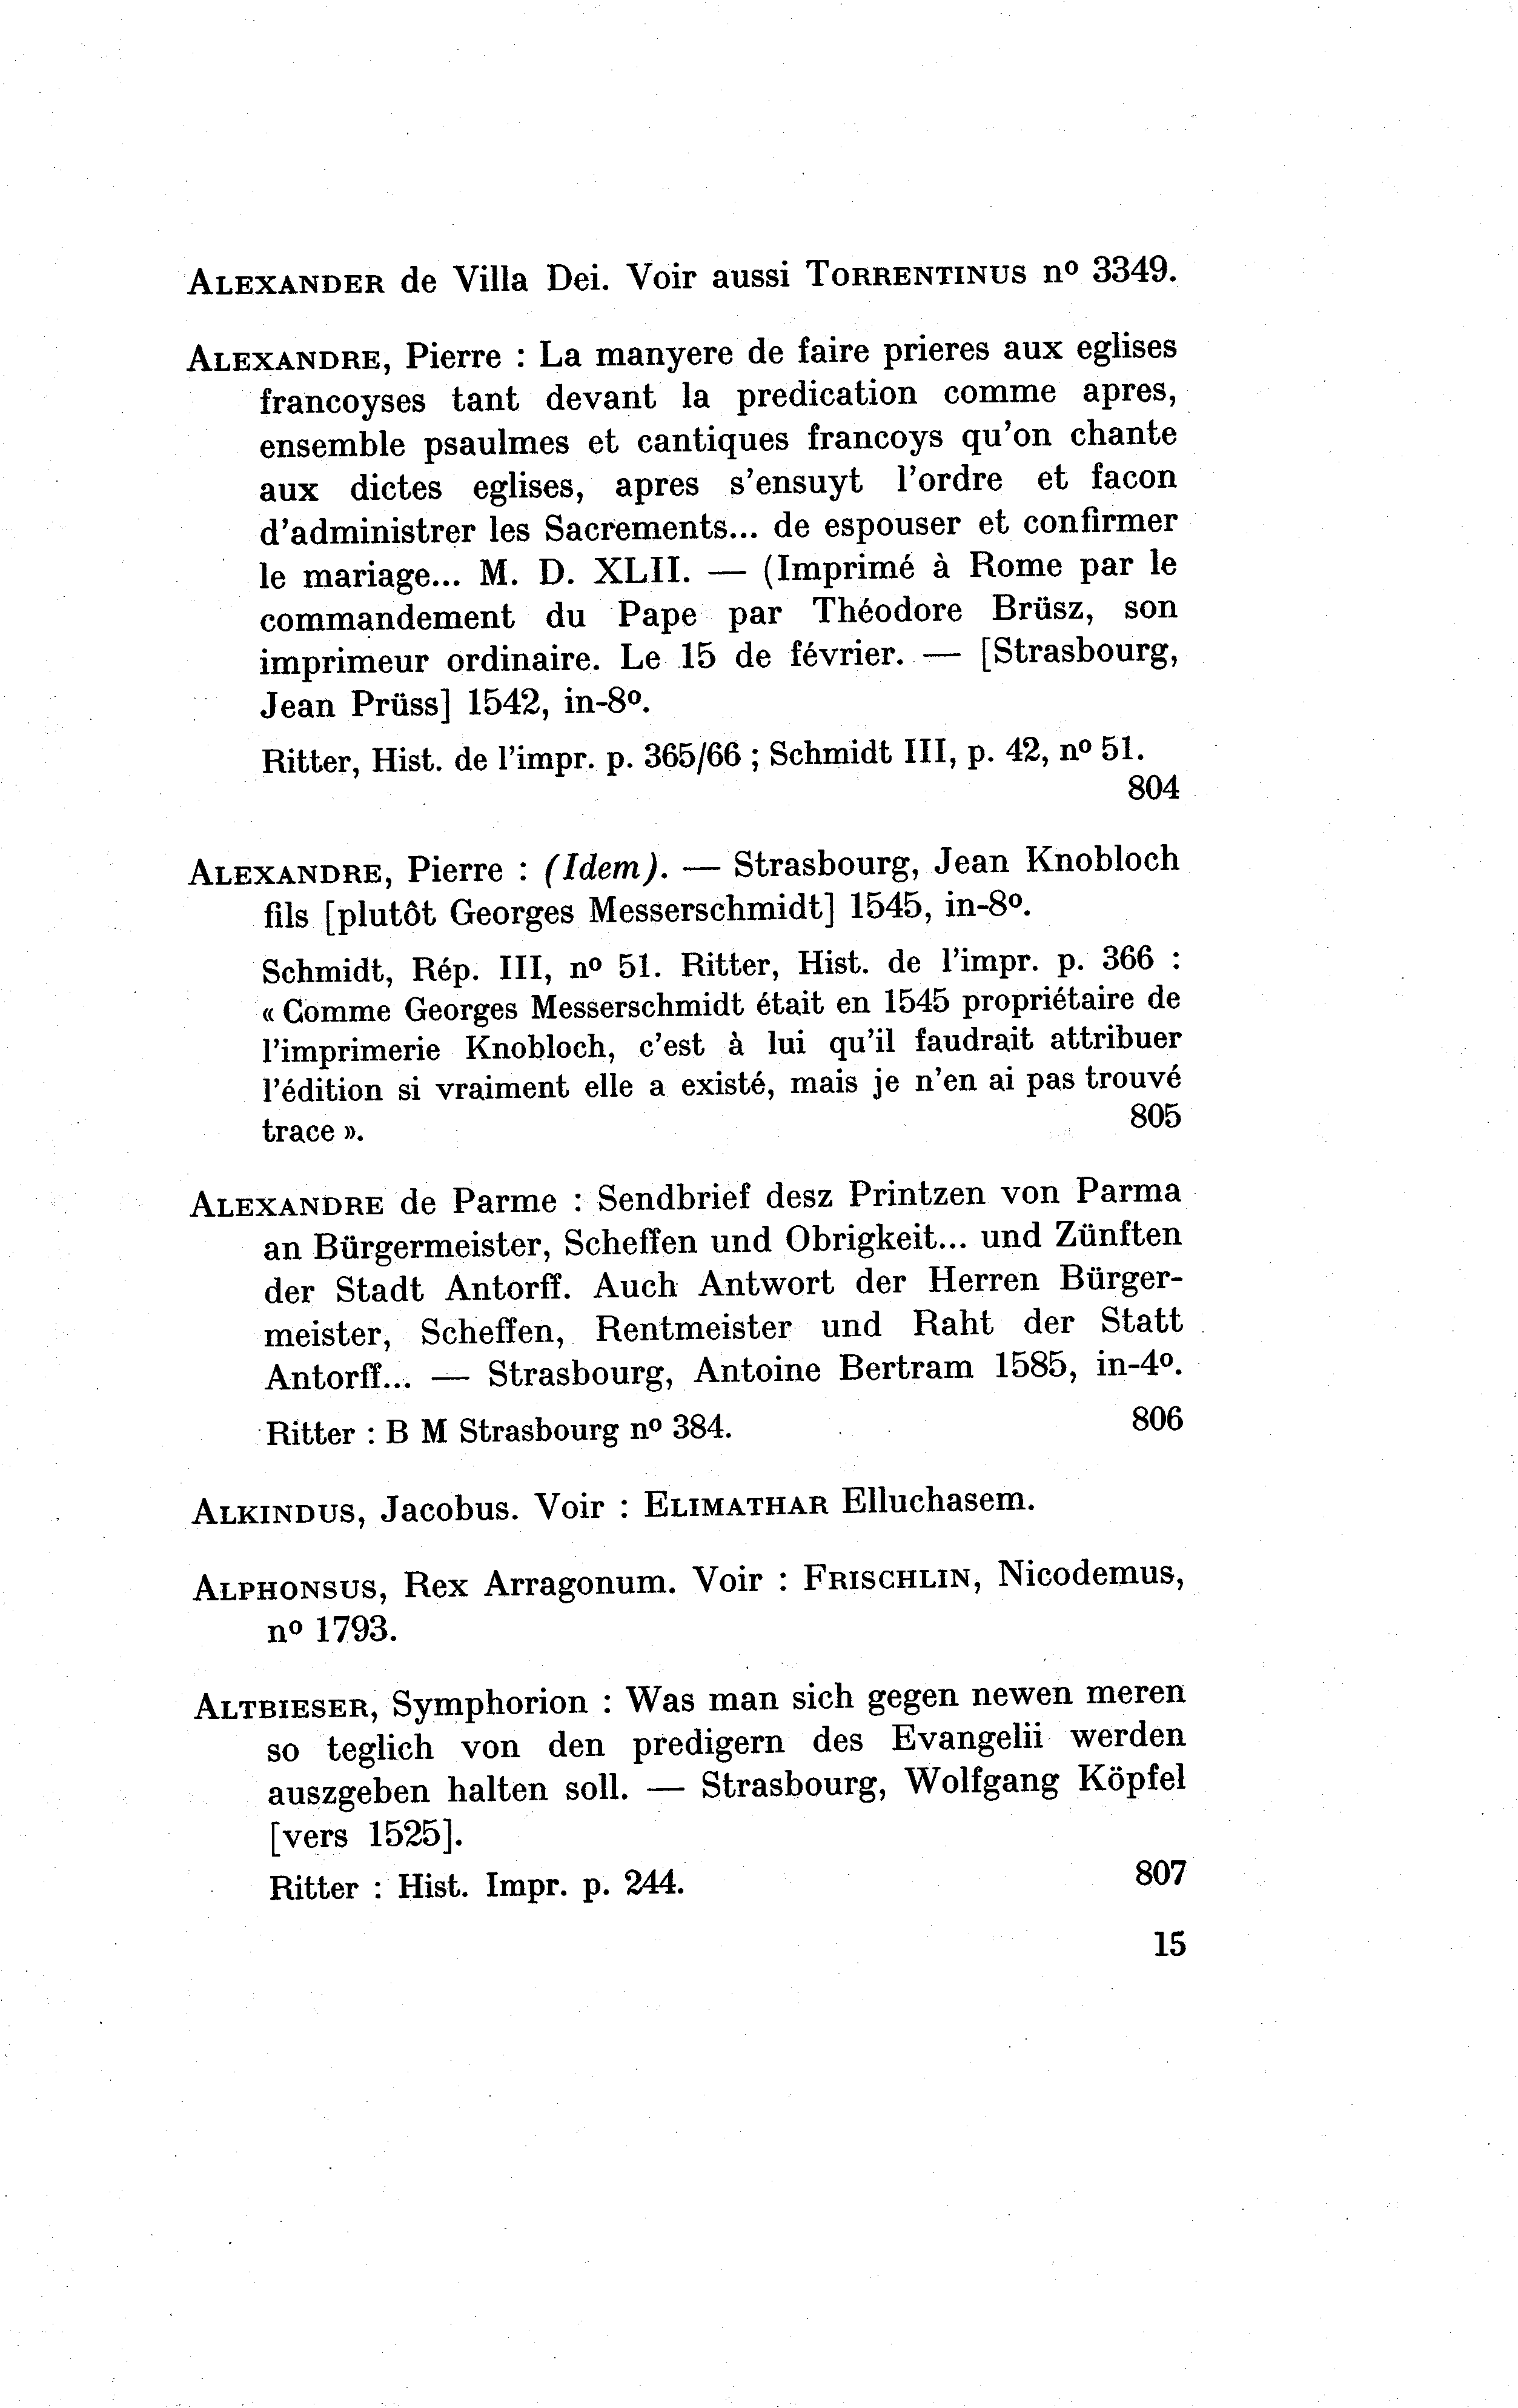 ALEXANDER de Villa Dei. Voir aussi TORRENTINUS nº 3349.
ALEXANDRE, Pierre : La manyere de faire prieres aux eglises
francoyses tant devant la predication comme apres,
ensemble psaulmes et cantiques francoys qu'on chante
aux dictes eglises, apres s'ensuyt l'ordre et facon
d'administrer les Sacrements... de espouser et confirmer
le mariage... M. D. XLII. — (Imprimé à Rome par le
commandement du Pape par Théodore Brüsz, son
imprimeur ordinaire. Le 15 de février. — [Strasbourg,
Jean Prüss] 1542, in-8º.
Ritter, Hist. de l'impr. p. 365/66 ; Schmidt III, p. 42, nº 51.
804
ALEXANDRE, Pierre : (Idem). — Strasbourg, Jean Knobloch
fils [plutôt Georges Messerschmidt] 1545, in-8º.
Schmidt, Rép. III, nº 51. Ritter, Hist. de l'impr. p. 366 :
« Comme Georges Messerschmidt était en 1545 propriétaire de
l'imprimerie Knobloch, c'est à lui qu'il faudrait attribuer
l'édition si vraiment elle a existé, mais je n'en ai pas trouvé
trace ». 805
ALEXANDRE de Parme : Sendbrief desz Printzen von Parma
an Bürgermeister, Scheffen und Obrigkeit... und Zünften
der Stadt Antorff. Auch Antwort der Herren Bürger-
meister, Scheffen, Rentmeister und Raht der Statt
Antorff... — Strasbourg, Antoine Bertram 1585, in-4º.
Ritter : B M Strasbourg nº 384. 806
ALKINDUS, Jacobus. Voir : ELIMATHAR Elluchasem.
ALPHONSUS, Rex Arragonum. Voir : FRISCHLIN, Nicodemus,
nº 1793.
ALTBIESER, Symphorion : Was man sich gegen newen meren
so teglich von den predigern des Evangelii werden
auszgeben halten soll. — Strasbourg, Wolfgang Köpfel
[vers 1525].
Ritter : Hist. Impr. p. 244. 807
15